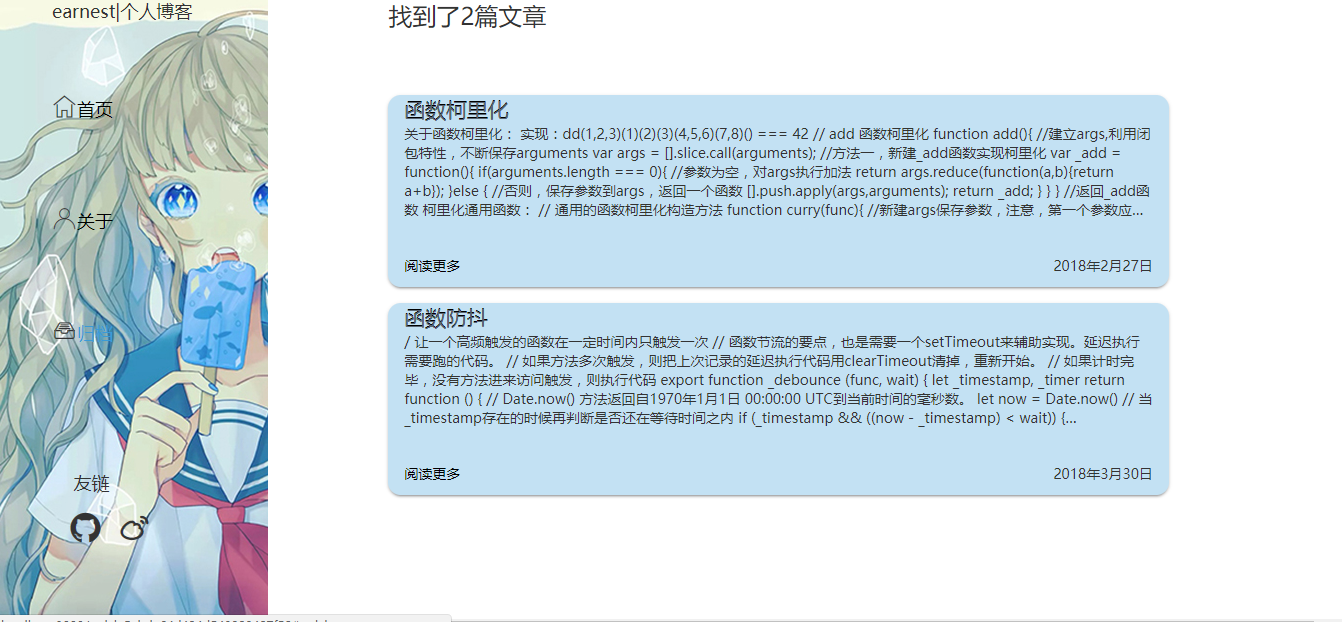 earnest|个人博客
首页
关于
归档
友链
找到了2篇文章
函数柯里化
关于函数柯里化： 实现：dd(1,2,3)(1)(2)(3)(4,5,6)(7,8)() === 42 // add 函数柯里化 function add(){ //建立args,利用闭
包特性，不断保存arguments var args = [].slice.call(arguments); //方法一，新建_add函数实现柯里化 var _add =
function(){ if(arguments.length === 0){ //参数为空，对args执行加法 return args.reduce(function(a,b){return
a+b}); }else { //否则，保存参数到args，返回一个函数 [].push.apply(args,arguments); return _add; } } } //返回_add函
数 柯里化通用函数： // 通用的函数柯里化构造方法 function curry(func){ //新建args保存参数，注意，第一个参数应...
阅读更多 2018年2月27日
函数防抖
/ 让一个高频触发的函数在一定时间内只触发一次 // 函数节流的要点，也是需要一个setTimeout来辅助实现。延迟执行
需要跑的代码。 // 如果方法多次触发，则把上次记录的延迟执行代码用clearTimeout清掉，重新开始。 // 如果计时完
毕，没有方法进来访问触发，则执行代码 export function _debounce (func, wait) { let _timestamp, _timer return
function () { // Date.now() 方法返回自1970年1月1日 00:00:00 UTC到当前时间的毫秒数。 let now = Date.now() // 当
_timestamp存在的时候再判断是否还在等待时间之内 if (_timestamp && ((now - _timestamp) < wait)) {...
阅读更多 2018年3月30日